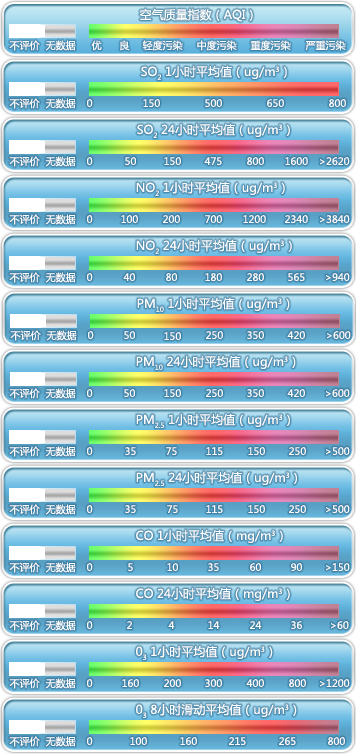 空气质量指数（AQI）
不评价 无数据 优 良 轻度污染 中度污染 重度污染 严重污染
SO2 1小时平均值（ug/m³）
不评价 无数据 0 150 500 650 800
SO2 24小时平均值（ug/m³）
不评价 无数据 0 50 150 475 800 1600 >2620
NO2 1小时平均值（ug/m³）
不评价 无数据 0 100 200 700 1200 2340 >3840
NO2 24小时平均值（ug/m³）
不评价 无数据 0 40 80 180 280 565 >940
PM10 1小时平均值（ug/m³）
不评价 无数据 0 50 150 250 350 420 >600
PM10 24小时平均值（ug/m³）
不评价 无数据 0 50 150 250 350 420 >600
PM2.5 1小时平均值（ug/m³）
不评价 无数据 0 35 75 115 150 250 >500
PM2.5 24小时平均值（ug/m³）
不评价 无数据 0 35 75 115 150 250 >500
CO 1小时平均值（mg/m³）
不评价 无数据 0 5 10 35 60 90 >150
CO 24小时平均值（mg/m³）
不评价 无数据 0 2 4 14 24 36 >60
03 1小时平均值（ug/m³）
不评价 无数据 0 160 200 300 400 800 >1200
03 8小时滑动平均值（ug/m³）
不评价 无数据 0 100 160 215 265 800